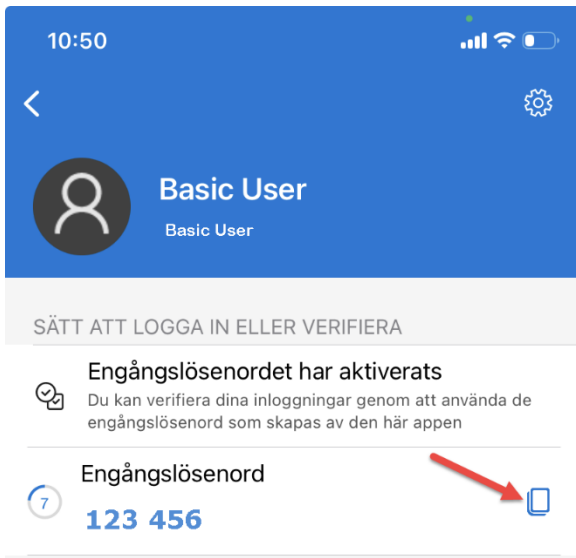 10:50
Basic User
Basic User
SÄTT ATT LOGGA IN ELLER VERIFIERA
Engångslösenordet har aktiverats
Du kan verifiera dina inloggningar genom att använda de
engångslösenord som skapas av den här appen
Engångslösenord
7
123 456